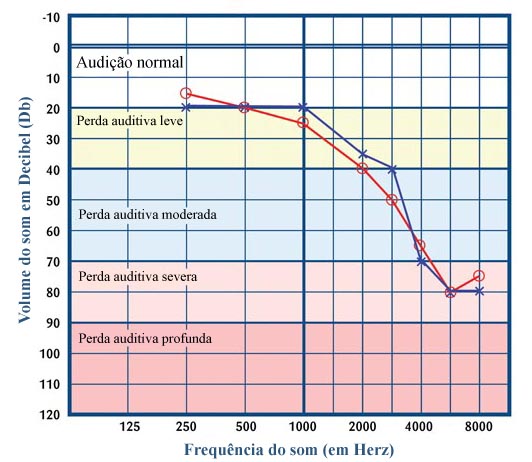 -10
0
Audição normal
10
20
Perda auditiva leve
30
40
50
Perda auditiva moderada
60
70
Perda auditiva severa
80
90
Perda auditiva profunda
100
110
120
Volume do som em Decibel (Db)
125 250 500 1000 2000 4000 8000
Frequência do som (em Herz)